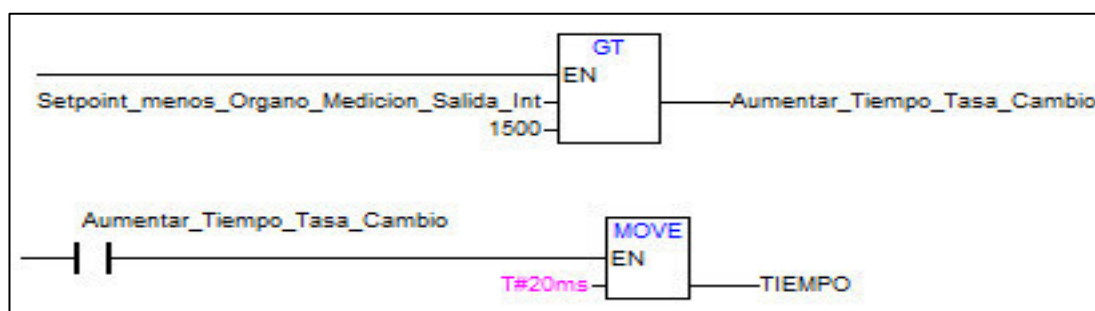 GT
EN
Setpoint_menos_Organo_Medicion_Salida_Int
1500
Aumentar_Tiempo_Tasa_Cambio
Aumentar_Tiempo_Tasa_Cambio
MOVE
EN
T#20ms
TIEMPO